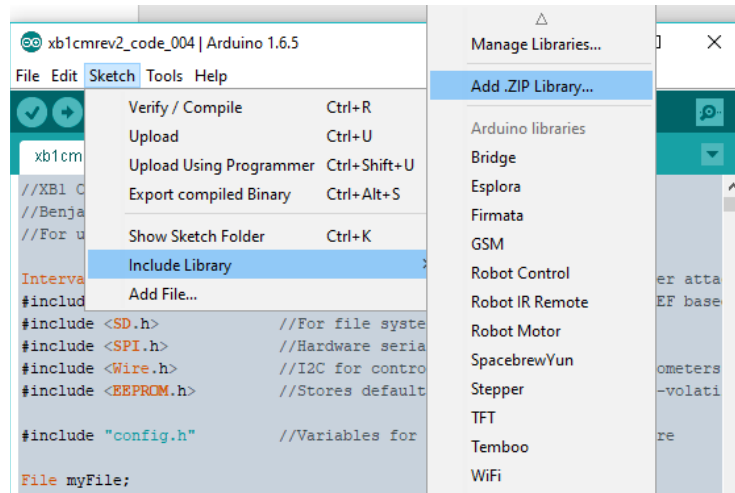 xb1cmrev2_code_004 | Arduino 1.6.5
File Edit Sketch Tools Help
xb1cm
Verify / Compile Ctrl+R
Upload Ctrl+U
Upload Using Programmer Ctrl+Shift+U
Export compiled Binary Ctrl+Alt+S
Show Sketch Folder Ctrl+K
Include Library
Add File...
Manage Libraries...
Add .ZIP Library...
Arduino libraries
Bridge
Esplora
Firmata
GSM
Robot Control
Robot IR Remote
Robot Motor
SpacebrewYun
Stepper
TFT
Temboo
WiFi
//XB1 C
//Benja
//For u
Interva er atta
#includ EF base
#include <SD.h> //For file syste
#include <SPI.h> //Hardware seria
#include <Wire.h> //I2C for contro ometers
#include <EEPROM.h> //Stores default -volati
#include "config.h" //Variables for re
File myFile;